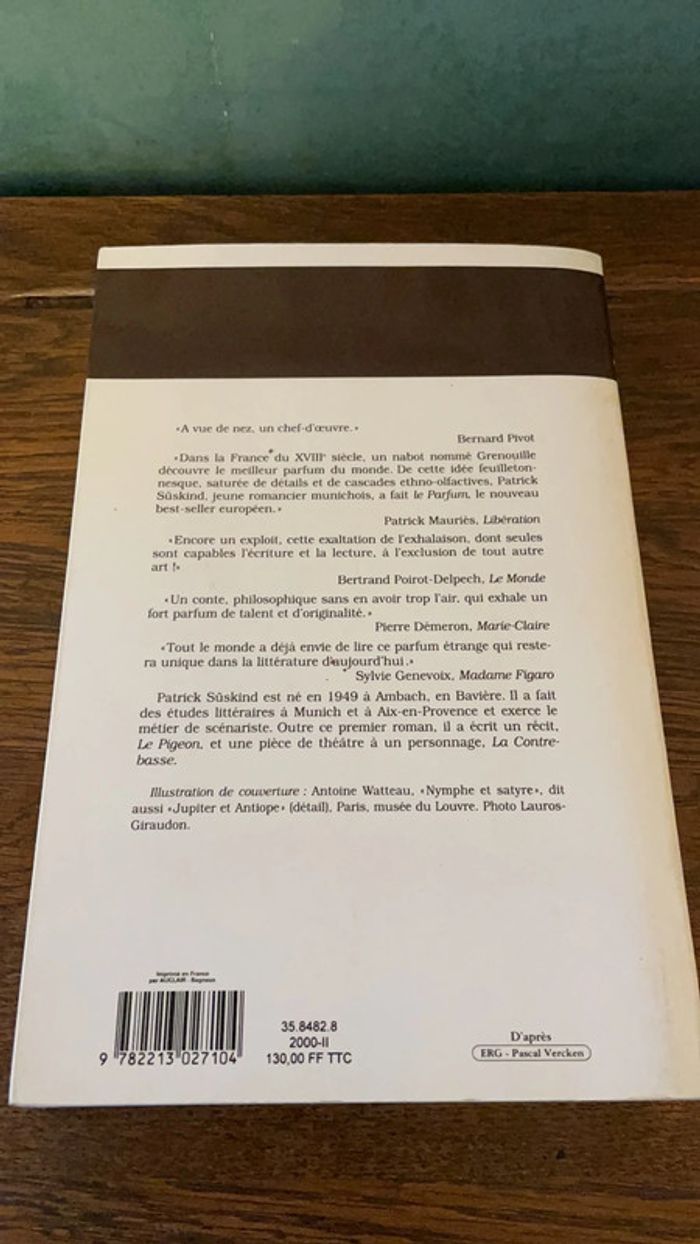 «A vue de nez, un chef-d'œuvre.»
Bernard Pivot
«Dans la France du XVIIIe siècle, un nabot nommé Grenouille
découvre le meilleur parfum du monde. De cette idée feuilleton-
nesque, saturée de détails et de cascades ethno-olfactives, Patrick
Süskind, jeune romancier munichois, a fait le Parfum, le nouveau
best-seller européen.»
Patrick Mauriès, Libération
«Encore un exploit, cette exaltation de l'exhalaison, dont seules
sont capables l'écriture et la lecture, à l'exclusion de tout autre
art !»
Bertrand Poirot-Delpech, Le Monde
«Un conte, philosophique sans en avoir trop l'air, qui exhale un
fort parfum de talent et d'originalité.»
Pierre Démeron, Marie-Claire
«Tout le monde a déjà envie de lire ce parfum étrange qui reste-
ra unique dans la littérature d'aujourd'hui.»
Sylvie Genevoix, Madame Figaro
Patrick Süskind est né en 1949 à Ambach, en Bavière. Il a fait
des études littéraires à Munich et à Aix-en-Provence et exerce le
métier de scénariste. Outre ce premier roman, il a écrit un récit,
Le Pigeon, et une pièce de théâtre à un personnage, La Contre-
basse.
Illustration de couverture : Antoine Watteau, «Nymphe et satyre», dit
aussi «Jupiter et Antiope» (détail), Paris, musée du Louvre. Photo Lauros-
Giraudon.
Imprimé en France
par AUCLAIR - Bagneux
9 782213 027104
35.8482.8
2000-II
130,00 FF TTC
D'après
ERG - Pascal Vercken